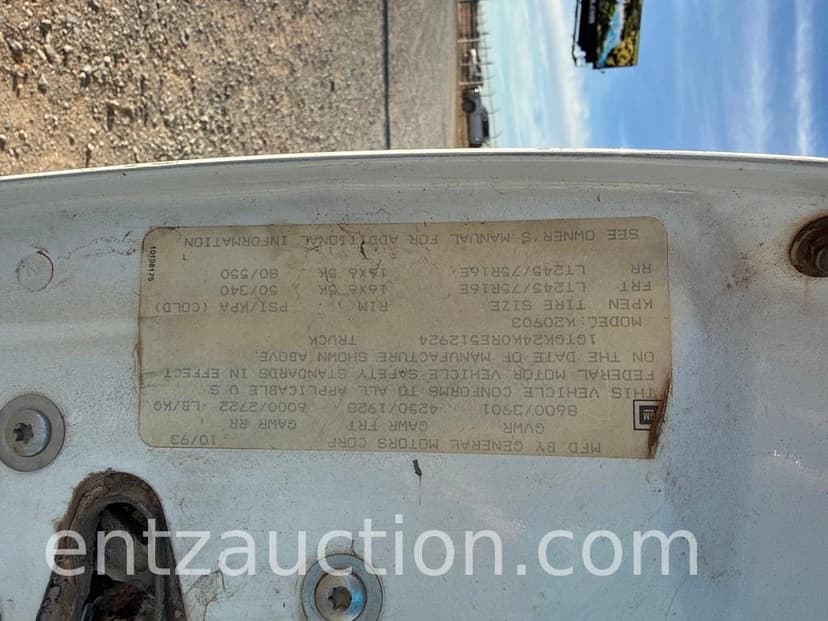 MFD BY GENERAL MOTORS CORP 10/93
GVWR GAWR FRT GAWR RR
8600/3901 4250/1928 6000/2722 LB/KG
GM
THIS VEHICLE CONFORMS TO ALL APPLICABLE U.S.
FEDERAL MOTOR VEHICLE SAFETY STANDARDS IN EFFECT
ON THE DATE OF MANUFACTURE SHOWN ABOVE.
1GTGK24K0RE512924 TRUCK
MODEL: K20903
KPEN TIRE SIZE RIM PSI/KPA (COLD)
FRT LT245/75R16E 16X6.5K 50/340
RR LT245/75R16E 16X6.5K 80/550
SEE OWNER'S MANUAL FOR ADDITIONAL INFORMATION
10108175
entzauction.com